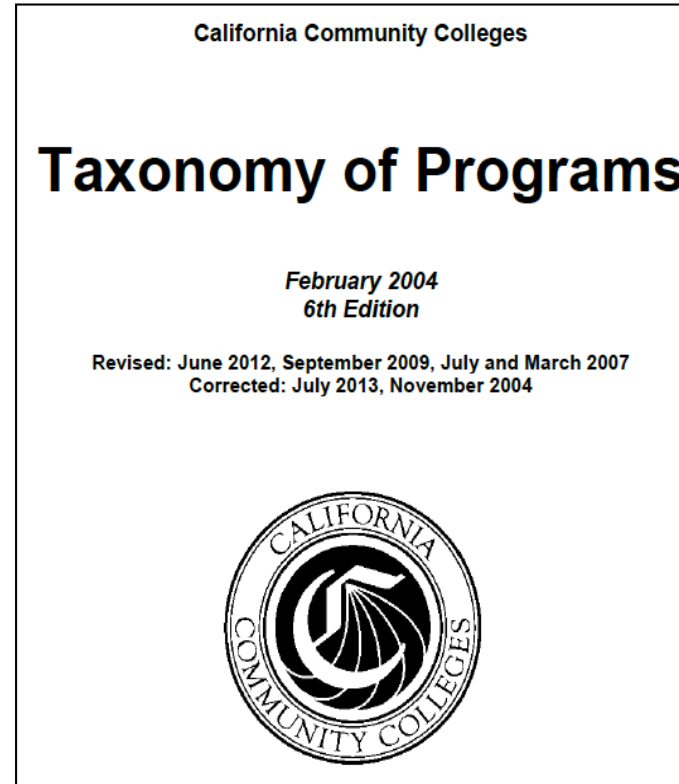 California Community Colleges
Taxonomy of Programs
February 2004
6th Edition
Revised: June 2012, September 2009, July and March 2007
Corrected: July 2013, November 2004
CALIFORNIA
COMMUNITY COLLEGES